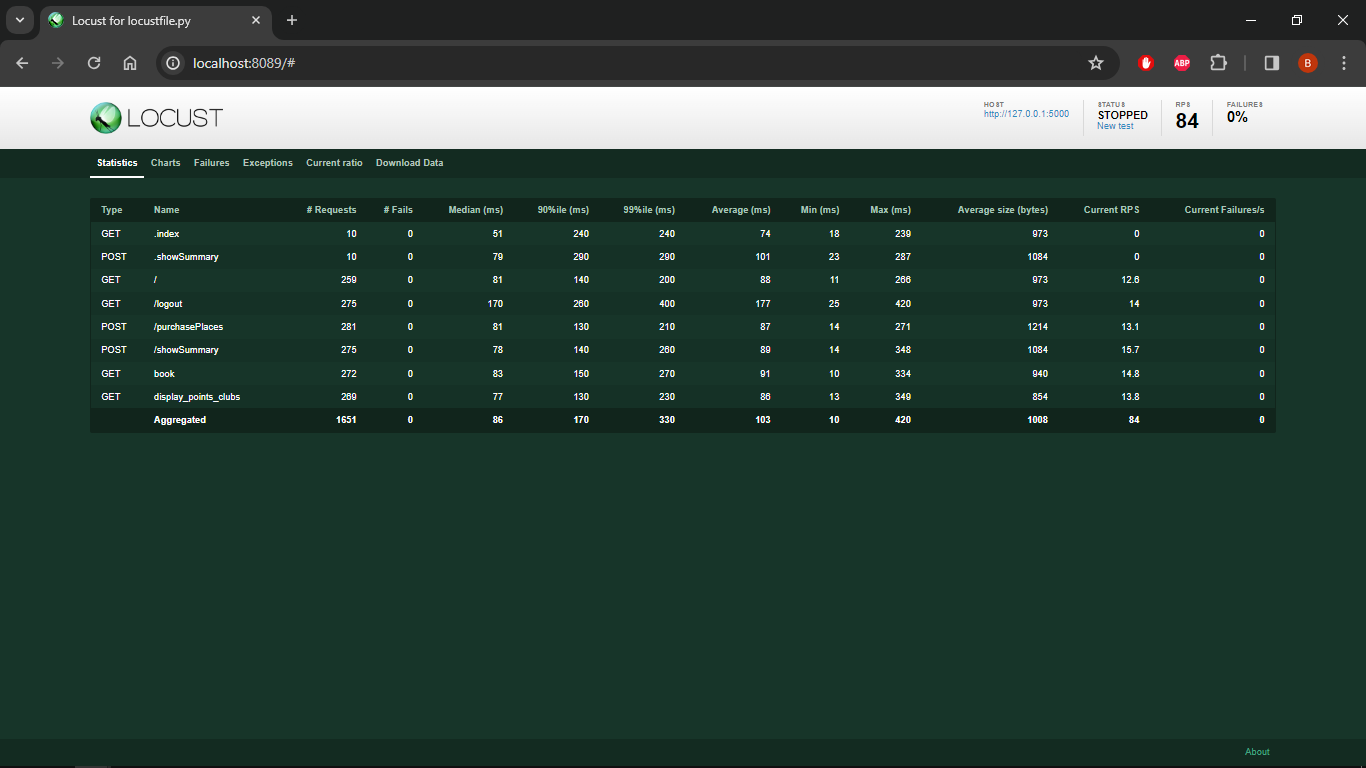 Locust for locustfile.py
localhost:8089/#
ABP
B
LOCUST
HOST
http://127.0.0.1:5000
STATUS
STOPPED
New test
RPS
84
FAILURES
0%
Statistics Charts Failures Exceptions Current ratio Download Data
Type Name # Requests # Fails Median (ms) 90%ile (ms) 99%ile (ms) Average (ms) Min (ms) Max (ms) Average size (bytes) Current RPS Current Failures/s
GET .index 10 0 51 240 240 74 18 239 973 0 0
POST .showSummary 10 0 79 290 290 101 23 287 1084 0 0
GET / 259 0 81 140 200 88 11 266 973 12.6 0
GET /logout 275 0 170 260 400 177 25 420 973 14 0
POST /purchasePlaces 281 0 81 130 210 87 14 271 1214 13.1 0
POST /showSummary 275 0 78 140 260 89 14 348 1084 15.7 0
GET book 272 0 83 150 270 91 10 334 940 14.8 0
GET display_points_clubs 269 0 77 130 230 86 13 349 854 13.8 0
Aggregated 1651 0 86 170 330 103 10 420 1008 84 0
About